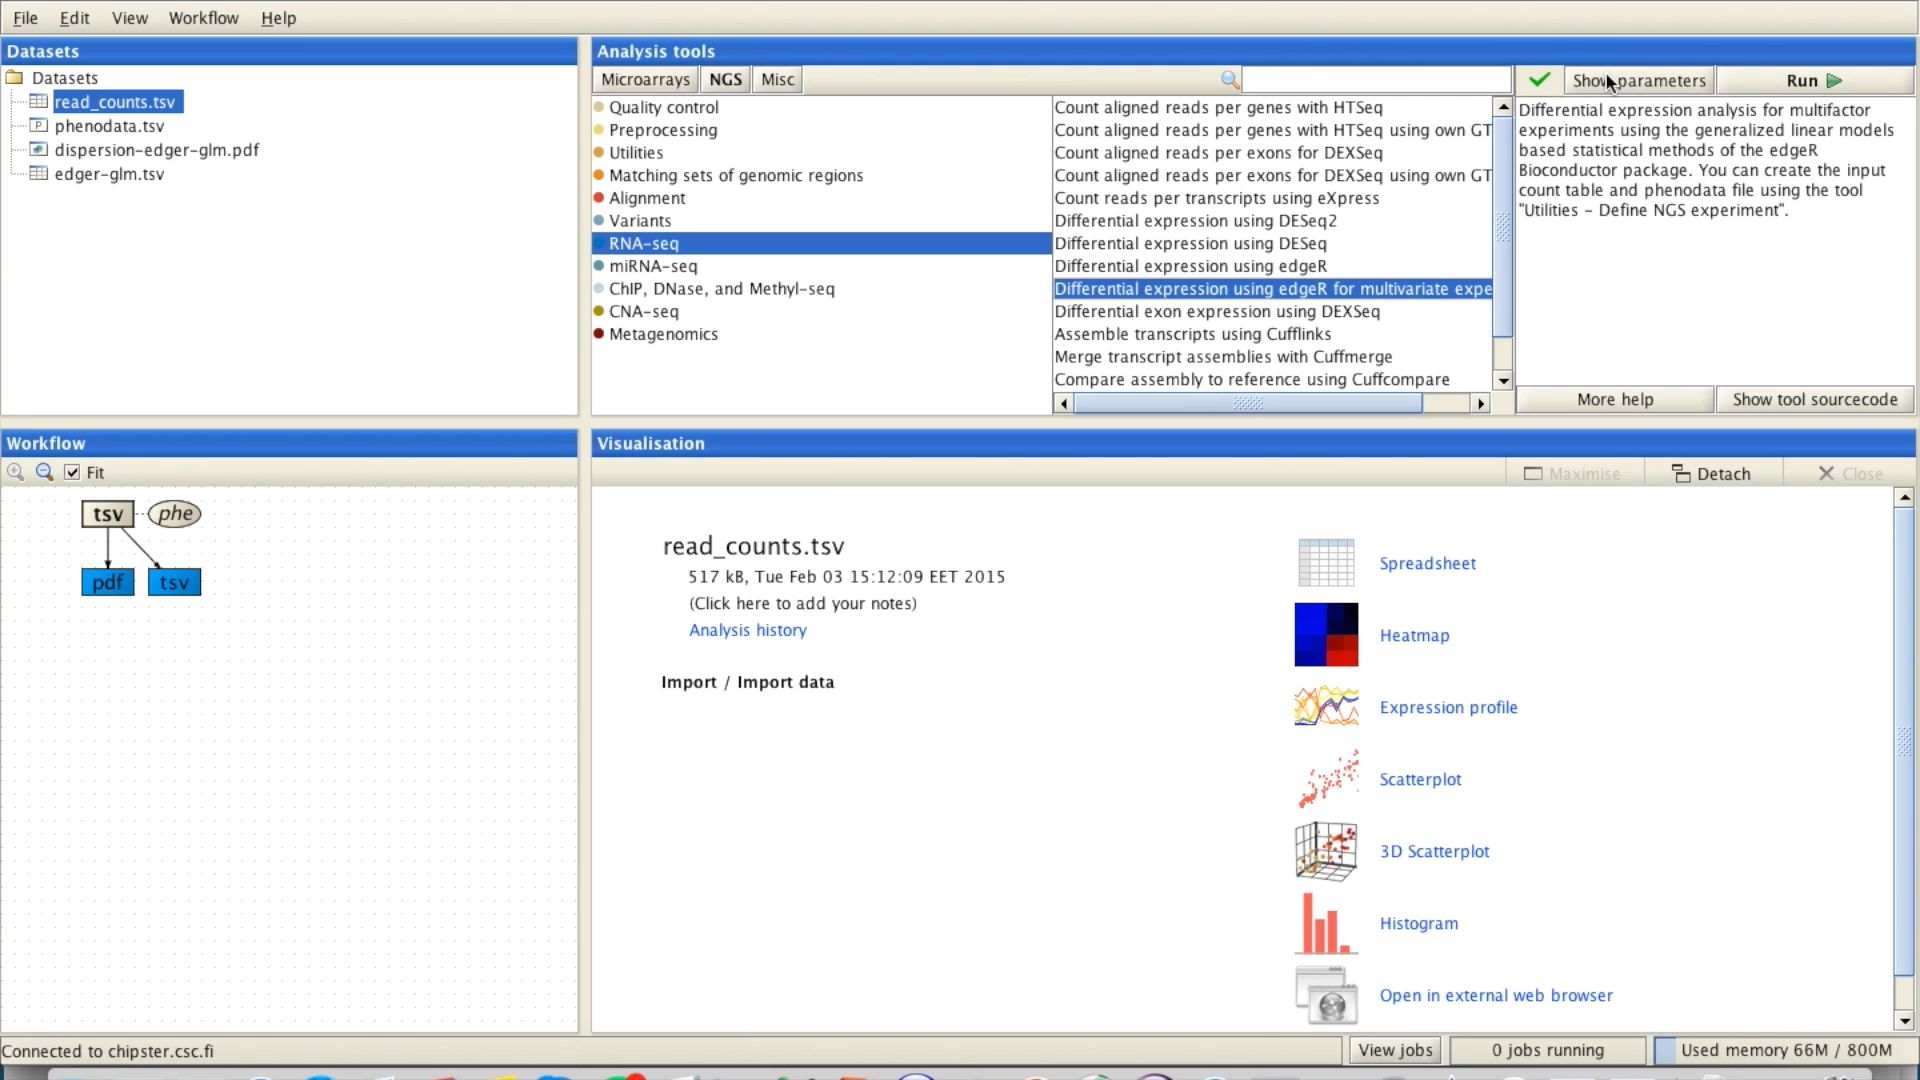 File Edit View Workflow Help
Datasets
Datasets
read_counts.tsv
phenodata.tsv
dispersion-edger-glm.pdf
edger-glm.tsv
Analysis tools
Microarrays NGS Misc
Show parameters
Run
Quality control
Preprocessing
Utilities
Matching sets of genomic regions
Alignment
Variants
RNA-seq
miRNA-seq
ChIP, DNase, and Methyl-seq
CNA-seq
Metagenomics
Count aligned reads per genes with HTSeq
Count aligned reads per genes with HTSeq using own GT
Count aligned reads per exons for DEXSeq
Count aligned reads per exons for DEXSeq using own GT
Count reads per transcripts using eXpress
Differential expression using DESeq2
Differential expression using DESeq
Differential expression using edgeR
Differential expression using edgeR for multivariate expe
Differential exon expression using DEXSeq
Assemble transcripts using Cufflinks
Merge transcript assemblies with Cuffmerge
Compare assembly to reference using Cuffcompare
Differential expression analysis for multifactor
experiments using the generalized linear models
based statistical methods of the edgeR
Bioconductor package. You can create the input
count table and phenodata file using the tool
"Utilities - Define NGS experiment".
More help
Show tool sourcecode
Workflow
Fit
tsv phe
pdf tsv
Visualisation
Maximise Detach Close
read_counts.tsv
517 kB, Tue Feb 03 15:12:09 EET 2015
(Click here to add your notes)
Analysis history
Import / Import data
Spreadsheet
Heatmap
Expression profile
Scatterplot
3D Scatterplot
Histogram
Open in external web browser
Connected to chipster.csc.fi
View jobs
0 jobs running
Used memory 66M / 800M